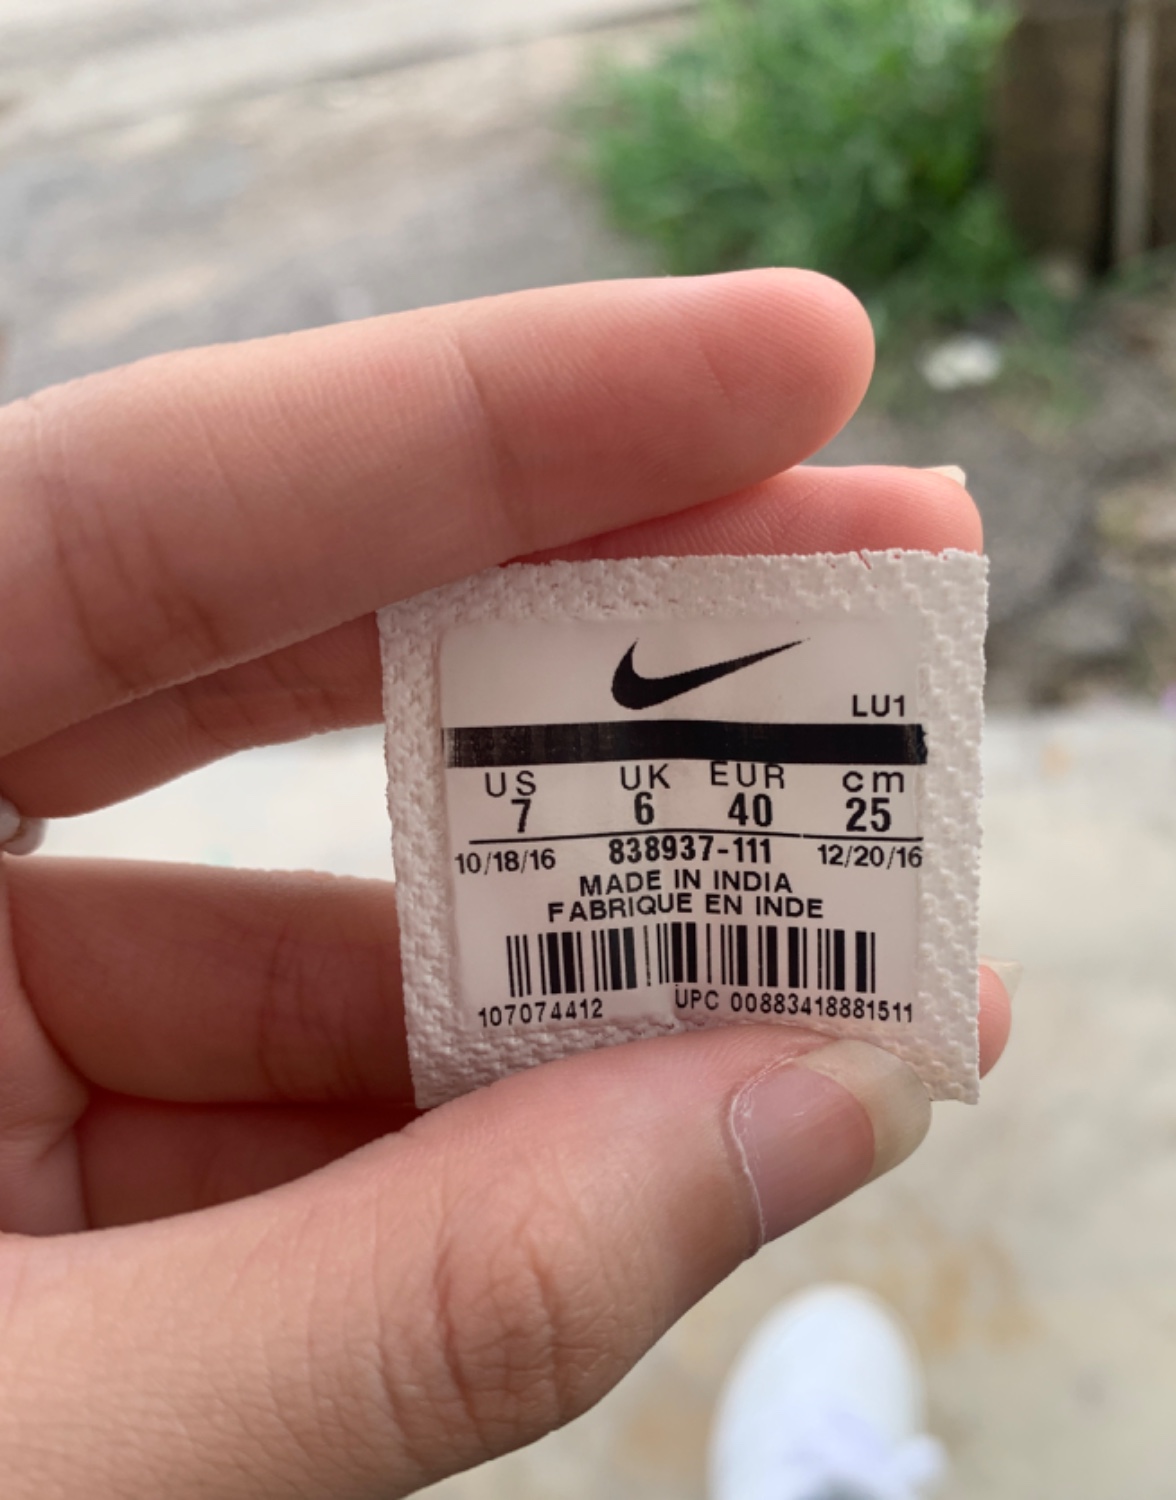 LU1
US UK EUR cm
7 6 40 25
10/18/16 838937-111 12/20/16
MADE IN INDIA
FABRIQUE EN INDE
107074412 UPC 00883418881511